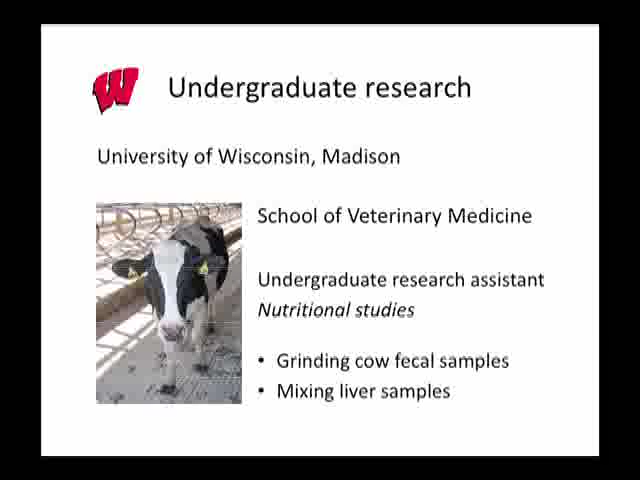 W
Undergraduate research
University of Wisconsin, Madison
School of Veterinary Medicine
Undergraduate research assistant
Nutritional studies
• Grinding cow fecal samples
• Mixing liver samples